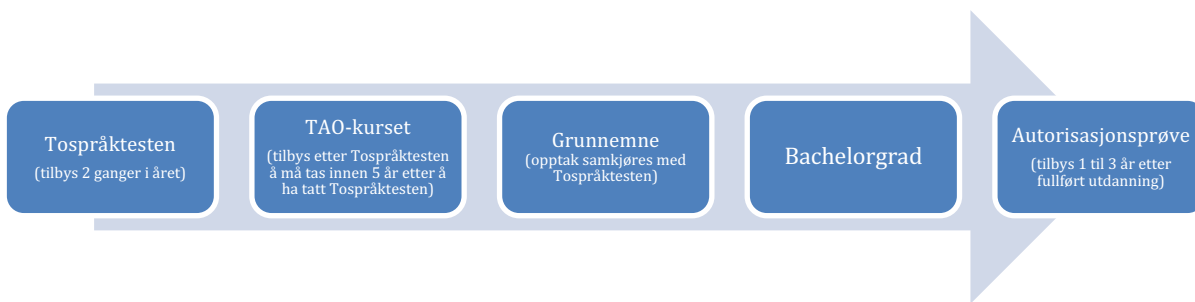 Tospråktesten
(tilbys 2 ganger i året)
TAO-kurset
(tilbys etter Tospråktesten
å må tas innen 5 år etter å
ha tatt Tospråktesten)
Grunnemne
(opptak samkjøres med
Tospråktesten)
Bachelorgrad
Autorisasjonsprøve
(tilbys 1 til 3 år etter
fullført utdanning)